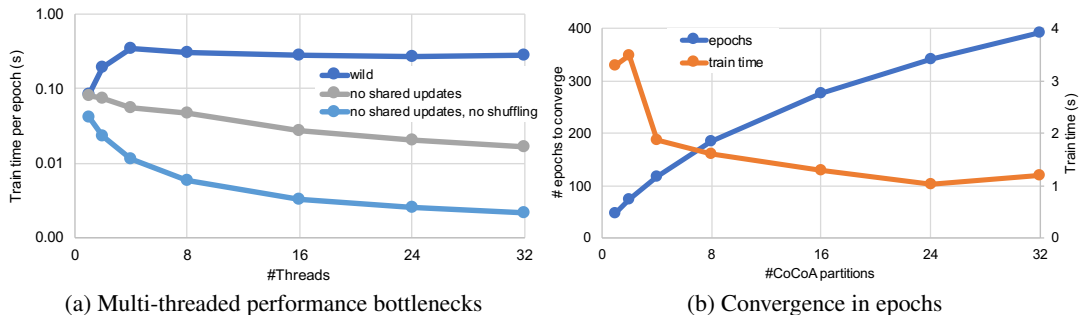 1.00
0.10
0.01
0.00
Train time per epoch (s)
0
8
16
24
32
#Threads
wild
no shared updates
no shared updates, no shuffling
(a) Multi-threaded performance bottlenecks
400
300
200
100
0
# epochs to converge
epochs
train time
4
3
2
1
0
Train time (s)
0
8
16
24
32
#CoCoA partitions
(b) Convergence in epochs